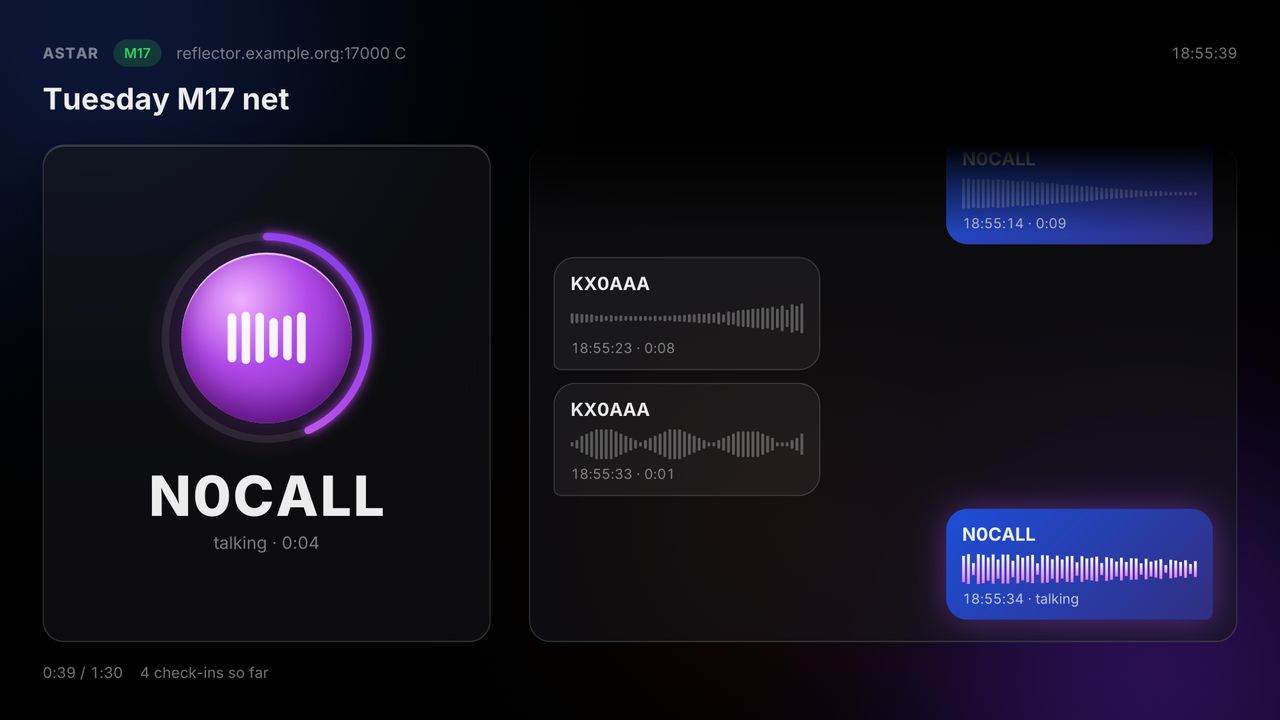 ASTAR M17 reflector.example.org:17000 C 18:55:39
Tuesday M17 net
N0CALL
talking · 0:04
N0CALL
18:55:14 · 0:09
KX0AAA
18:55:23 · 0:08
KX0AAA
18:55:33 · 0:01
N0CALL
18:55:34 · talking
0:39 / 1:30 4 check-ins so far